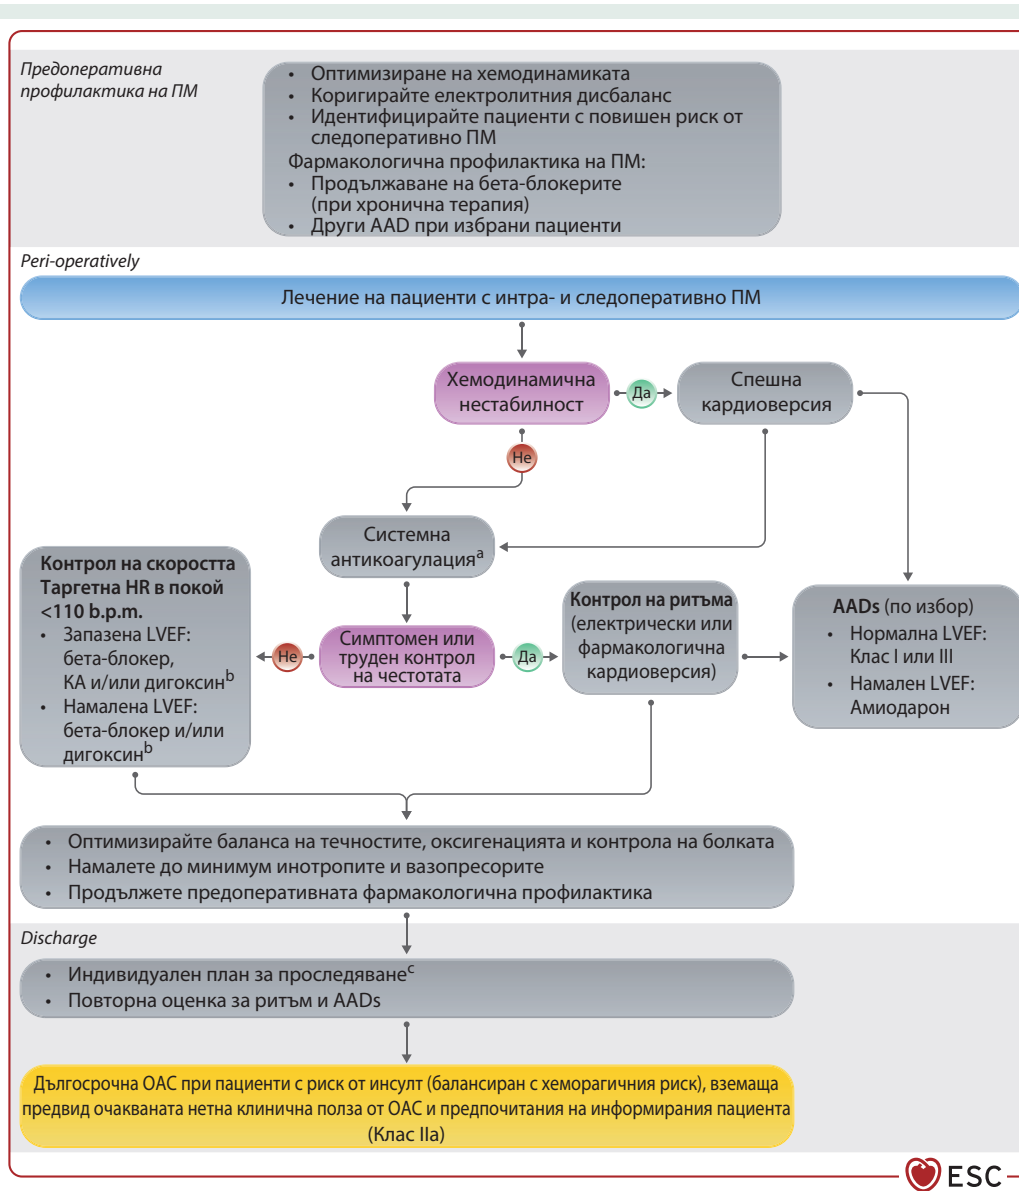 Предоперативна
профилактика на ПМ
• Оптимизиране на хемодинамиката
• Коригирайте електролитния дисбаланс
• Идентифицирайте пациенти с повишен риск от
следоперативно ПМ
Фармакологична профилактика на ПМ:
• Продължаване на бета-блокерите
(при хронична терапия)
• Други AAD при избрани пациенти
Peri-operatively
Лечение на пациенти с интра- и следоперативно ПМ
Хемодинамична
нестабилност
Да
Спешна
кардиоверсия
Не
Системна
антикоагулацияa
Контрол на скоростта
Таргетна HR в покой
<110 b.p.m.
• Запазена LVEF:
бета-блокер,
КА и/или дигоксинb
• Намалена LVEF:
бета-блокер и/или
дигоксинb
Не
Симптомен или
труден контрол
на честотата
Да
Контрол на ритъма
(електрически или
фармакологична
кардиоверсия)
AADs (по избор)
• Нормална LVEF:
Клас I или III
• Намален LVEF:
Амиодарон
• Оптимизирайте баланса на течностите, оксигенацията и контрола на болката
• Намалете до минимум инотропите и вазопресорите
• Продължете предоперативната фармакологична профилактика
Discharge
• Индивидуален план за проследяванеc
• Повторна оценка за ритъм и AADs
Дългосрочна ОАС при пациенти с риск от инсулт (балансиран с хеморагичния риск), вземаща
предвид очакваната нетна клинична полза от ОАС и предпочитания на информирания пациента
(Клас IIa)
ESC